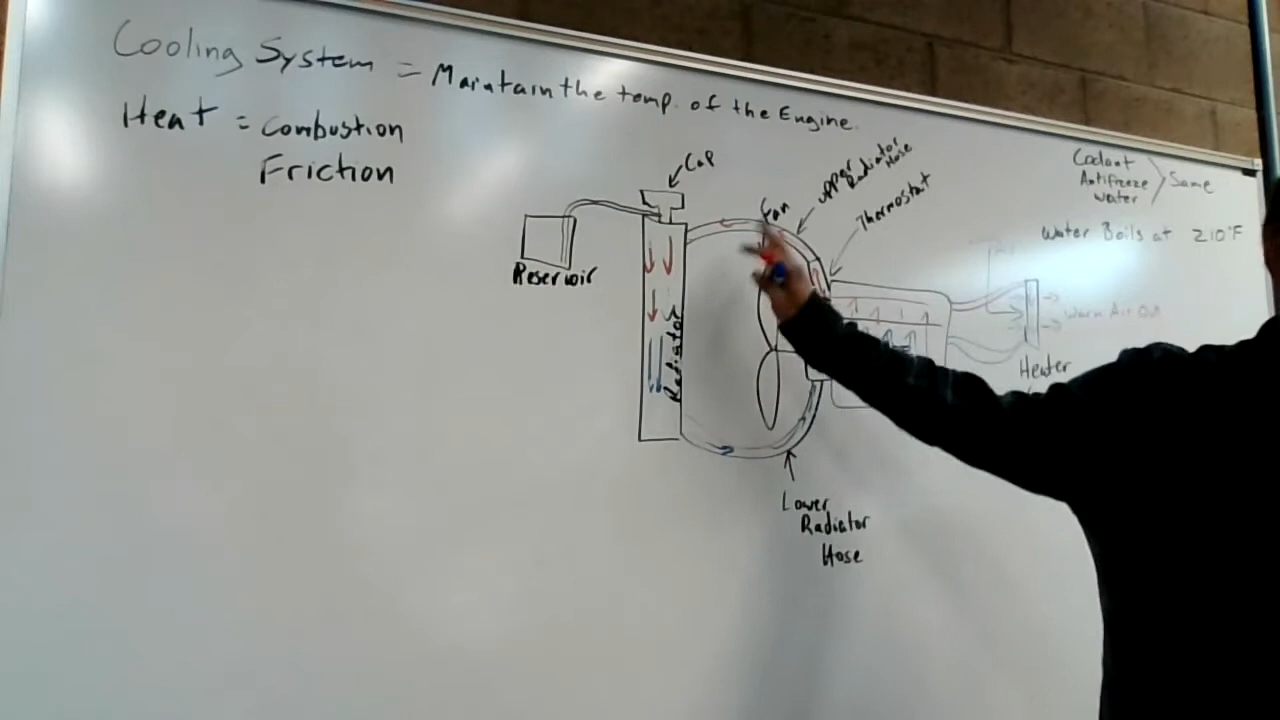 Cooling System = Maintain the temp. of the Engine.
Heat = Combustion
Friction
Cap
Fan
Upper
Radiator
Hose
Thermostat
Coolant
Antifreeze
Water
Same
Water Boils at 210°F
Reservoir
Radiator
Warm Air Out
Heater
Lower
Radiator
Hose